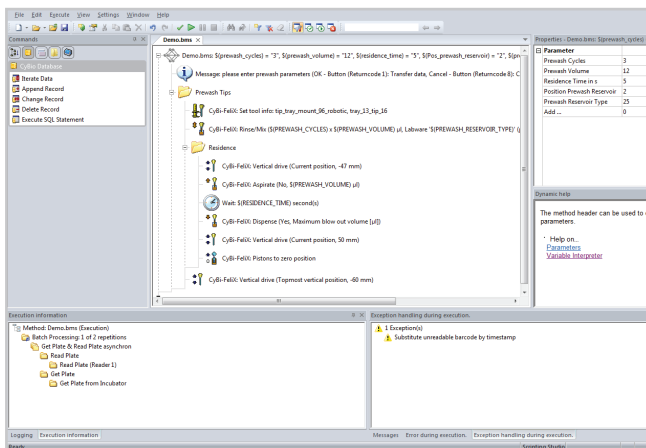 File Edit Execute View Settings Window Help
Commands
CyBio Database
Iterate Data
Append Record
Change Record
Delete Record
Execute SQL Statement
Demo.bms
Demo.bms: $(prewash_cycles) = "3", $(prewash_volume) = "12", $(residence_time) = "5", $(Pos_prewash_reservoir) = "2", $(pre
Message: please enter prewash parameters (OK - Button (Returncode 1): Transfer data, Cancel - Button (Returncode 8): C
Prewash Tips
CyBi-FeliX: Set tool info: tip_tray_mount_96_robotic, tray_13_tip_16
CyBi-FeliX: Rinse/Mix ($(PREWASH_CYCLES) x $(PREWASH_VOLUME) µl, Labware '$(PREWASH_RESERVOIR_TYPE)' (
Residence
CyBi-FeliX: Vertical drive (Current position, -47 mm)
CyBi-FeliX: Aspirate (No, $(PREWASH_VOLUME) µl)
Wait: $(RESIDENCE_TIME) second(s)
CyBi-FeliX: Dispense (Yes, Maximum blow out volume [µl])
CyBi-FeliX: Vertical drive (Current position, 50 mm)
CyBi-FeliX: Pistons to zero position
CyBi-FeliX: Vertical drive (Topmost vertical position, -60 mm)
Properties - Demo.bms: $(prewash_cycles)
Parameter
Prewash Cycles 3
Prewash Volume 12
Residence Time in s 5
Position Prewash Reservoir 2
Prewash Reservoir Type 25
Add ... 0
Dynamic help
The method header can be used to
parameters.
Help on...
Parameters
Variable Interpreter
Execution information
Method: Demo.bms (Execution)
Batch Processing: 1 of 2 repetitions
Get Plate & Read Plate asynchron
Read Plate
Read Plate (Reader 1)
Get Plate
Get Plate from Incubator
Logging Execution information
Exception handling during execution.
1 Exception(s)
Substitute unreadable barcode by timestamp
Messages Error during execution. Exception handling during execution.
Ready
Scripting Studio